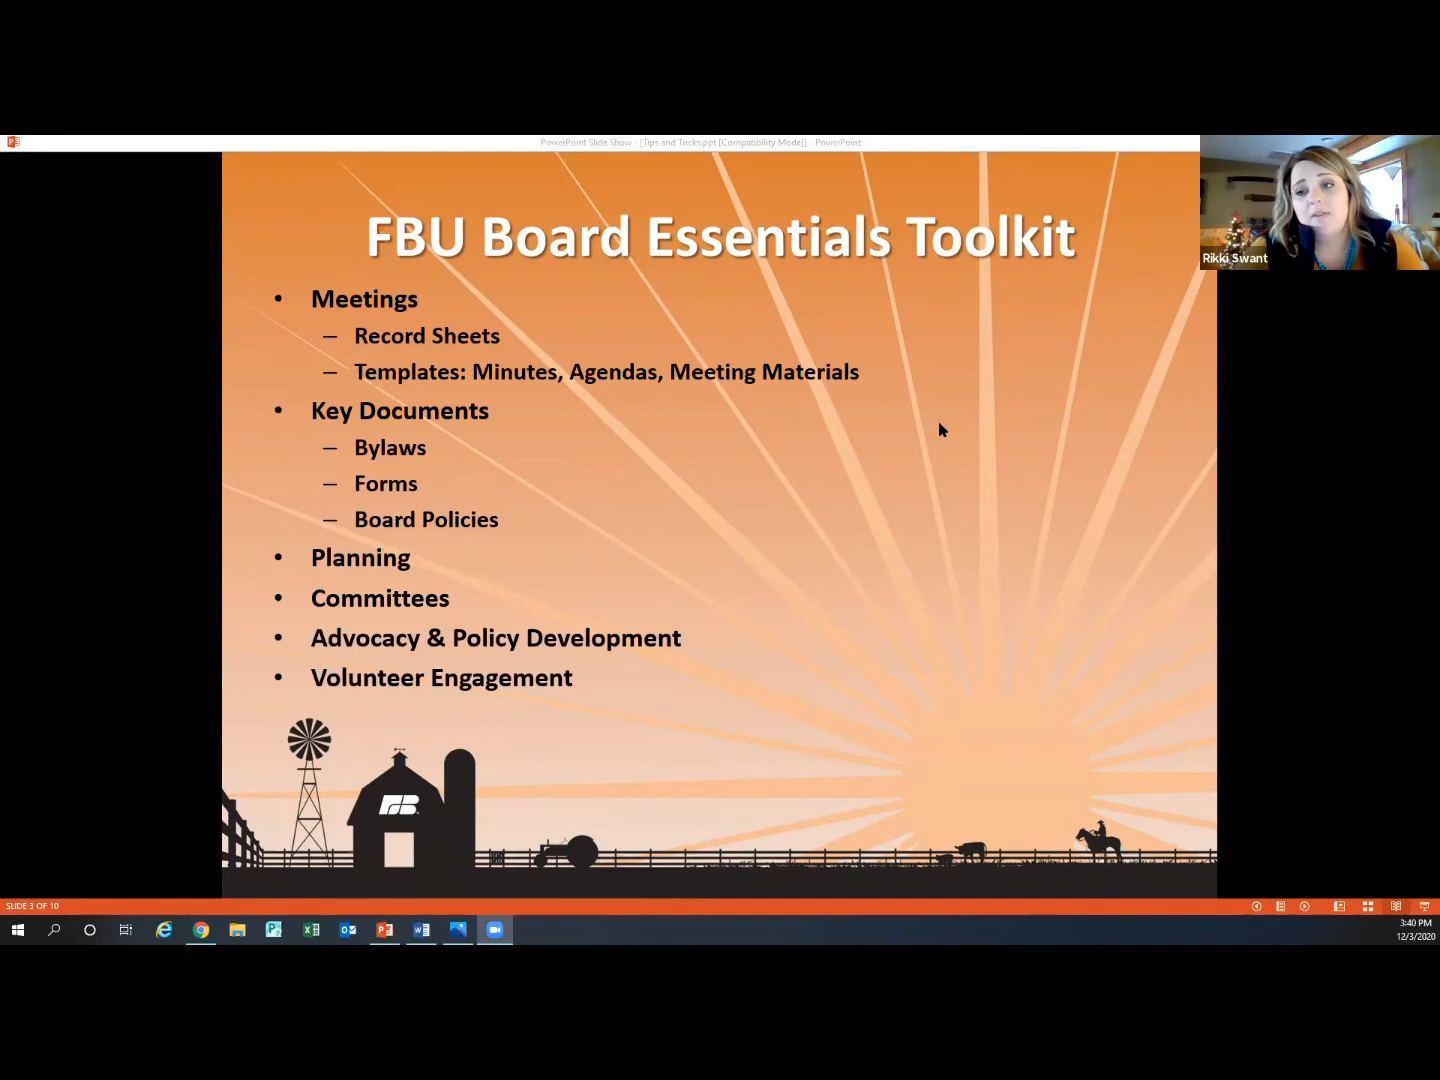 PowerPoint Slide Show - [Tips and Tricks.ppt [Compatibility Mode]] - PowerPoint
Rikki Swant
FBU Board Essentials Toolkit
• Meetings
– Record Sheets
– Templates: Minutes, Agendas, Meeting Materials
• Key Documents
– Bylaws
– Forms
– Board Policies
• Planning
• Committees
• Advocacy & Policy Development
• Volunteer Engagement
FB
SLIDE 3 OF 10
3:40 PM
12/3/2020